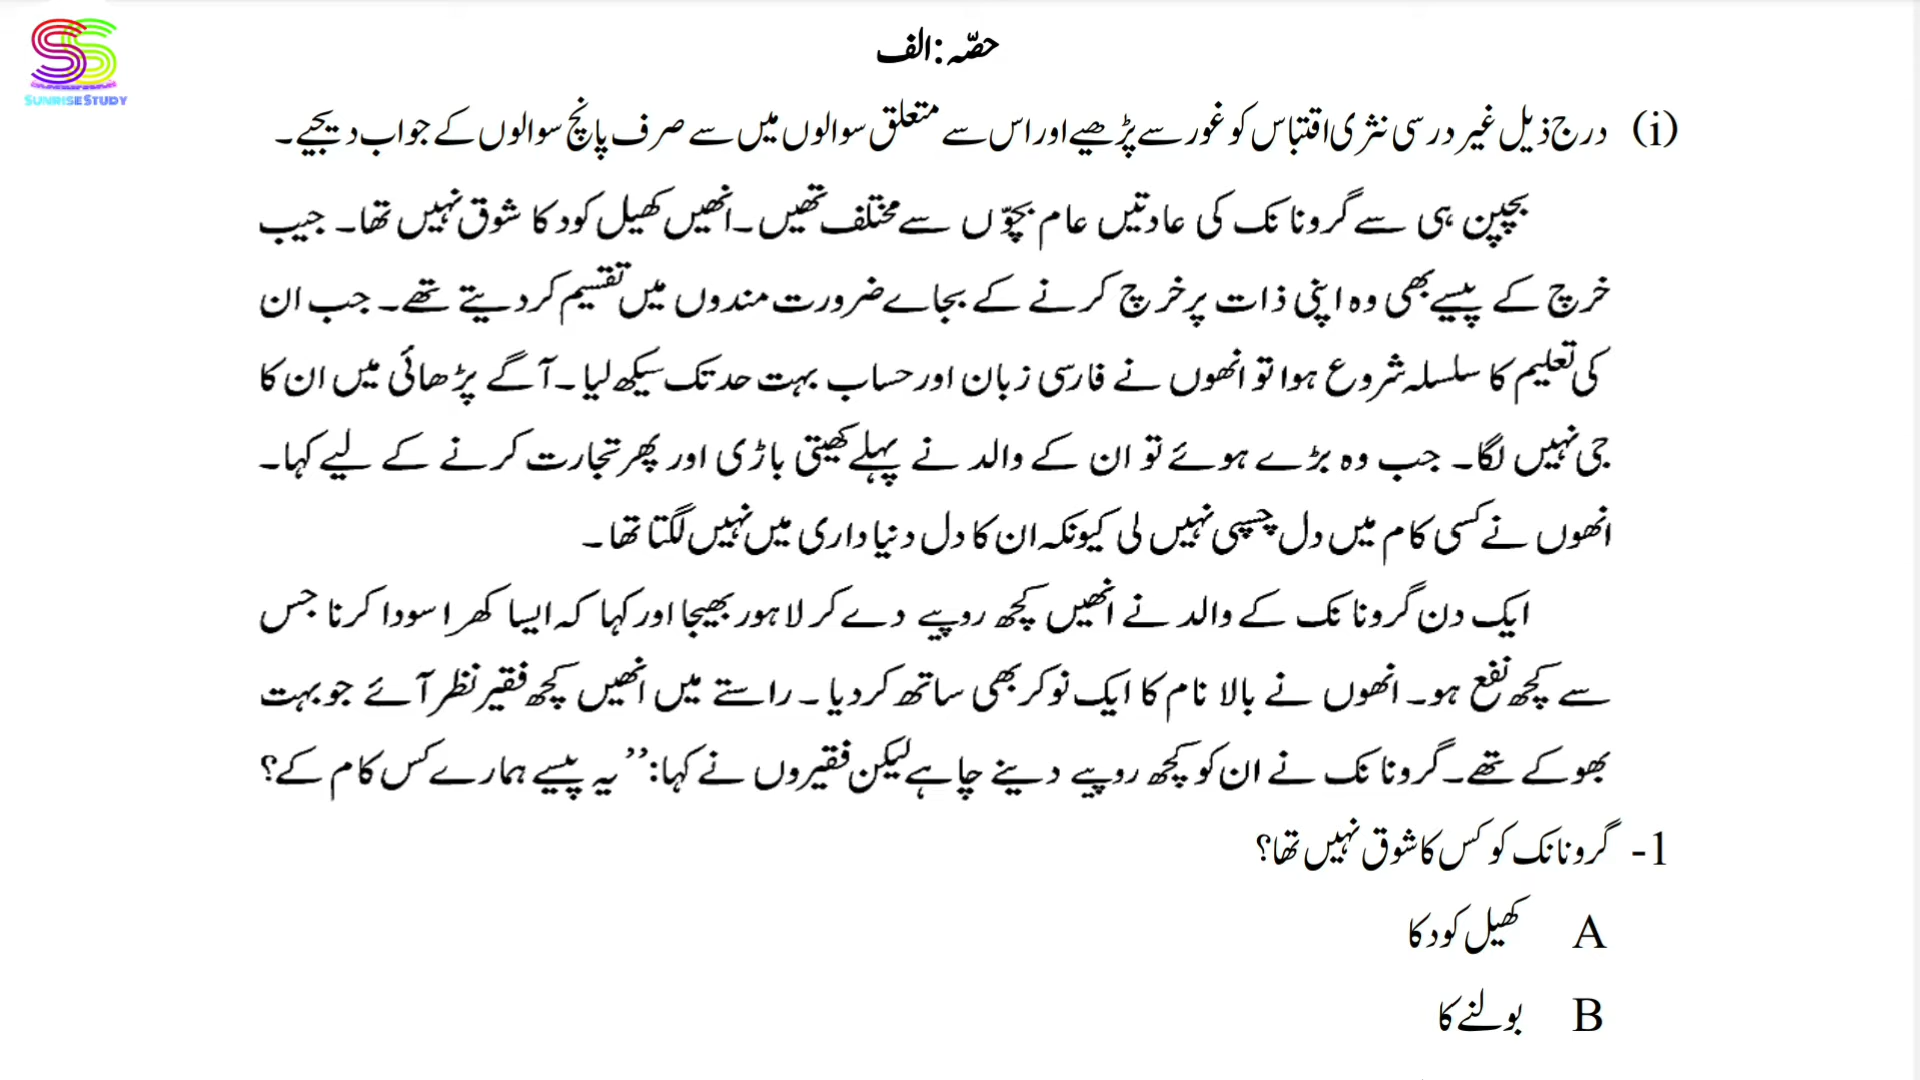 SS
SUNRISESTUDY
حصّہ: الف
(i) درج ذیل غیر درسی نثری اقتباس کو غور سے پڑھیے اور اس سے متعلق سوالوں میں سے صرف پانچ سوالوں کے جواب دیجیے۔
بچپن ہی سے گرونانک کی عادتیں عام بچوّں سے مختلف تھیں۔ انھیں کھیل کود کا شوق نہیں تھا۔ جیب
خرچ کے پیسے بھی وہ اپنی ذات پر خرچ کرنے کے بجاے ضرورت مندوں میں تقسیم کردیتے تھے۔ جب ان
کی تعلیم کا سلسلہ شروع ہوا تو انھوں نے فارسی زبان اور حساب بہت حد تک سیکھ لیا۔ آگے پڑھائی میں ان کا
جی نہیں لگا۔ جب وہ بڑے ہوئے تو ان کے والد نے پہلے کھیتی باڑی اور پھر تجارت کرنے کے لیے کہا۔
انھوں نے کسی کام میں دل چسپی نہیں لی کیونکہ ان کا دل دنیا داری میں نہیں لگتا تھا۔
ایک دن گرونانک کے والد نے انھیں کچھ روپیے دے کر لاہور بھیجا اور کہا کہ ایسا کھرا سودا کرنا جس
سے کچھ نفع ہو۔ انھوں نے بالا نام کا ایک نوکر بھی ساتھ کردیا۔ راستے میں انھیں کچھ فقیر نظر آئے جو بہت
بھوکے تھے۔ گرونانک نے ان کو کچھ روپیے دینے چاہے لیکن فقیروں نے کہا: ’’یہ پیسے ہمارے کس کام کے؟
1- گرونانک کو کس کا شوق نہیں تھا؟
A کھیل کود کا
B بولنے کا